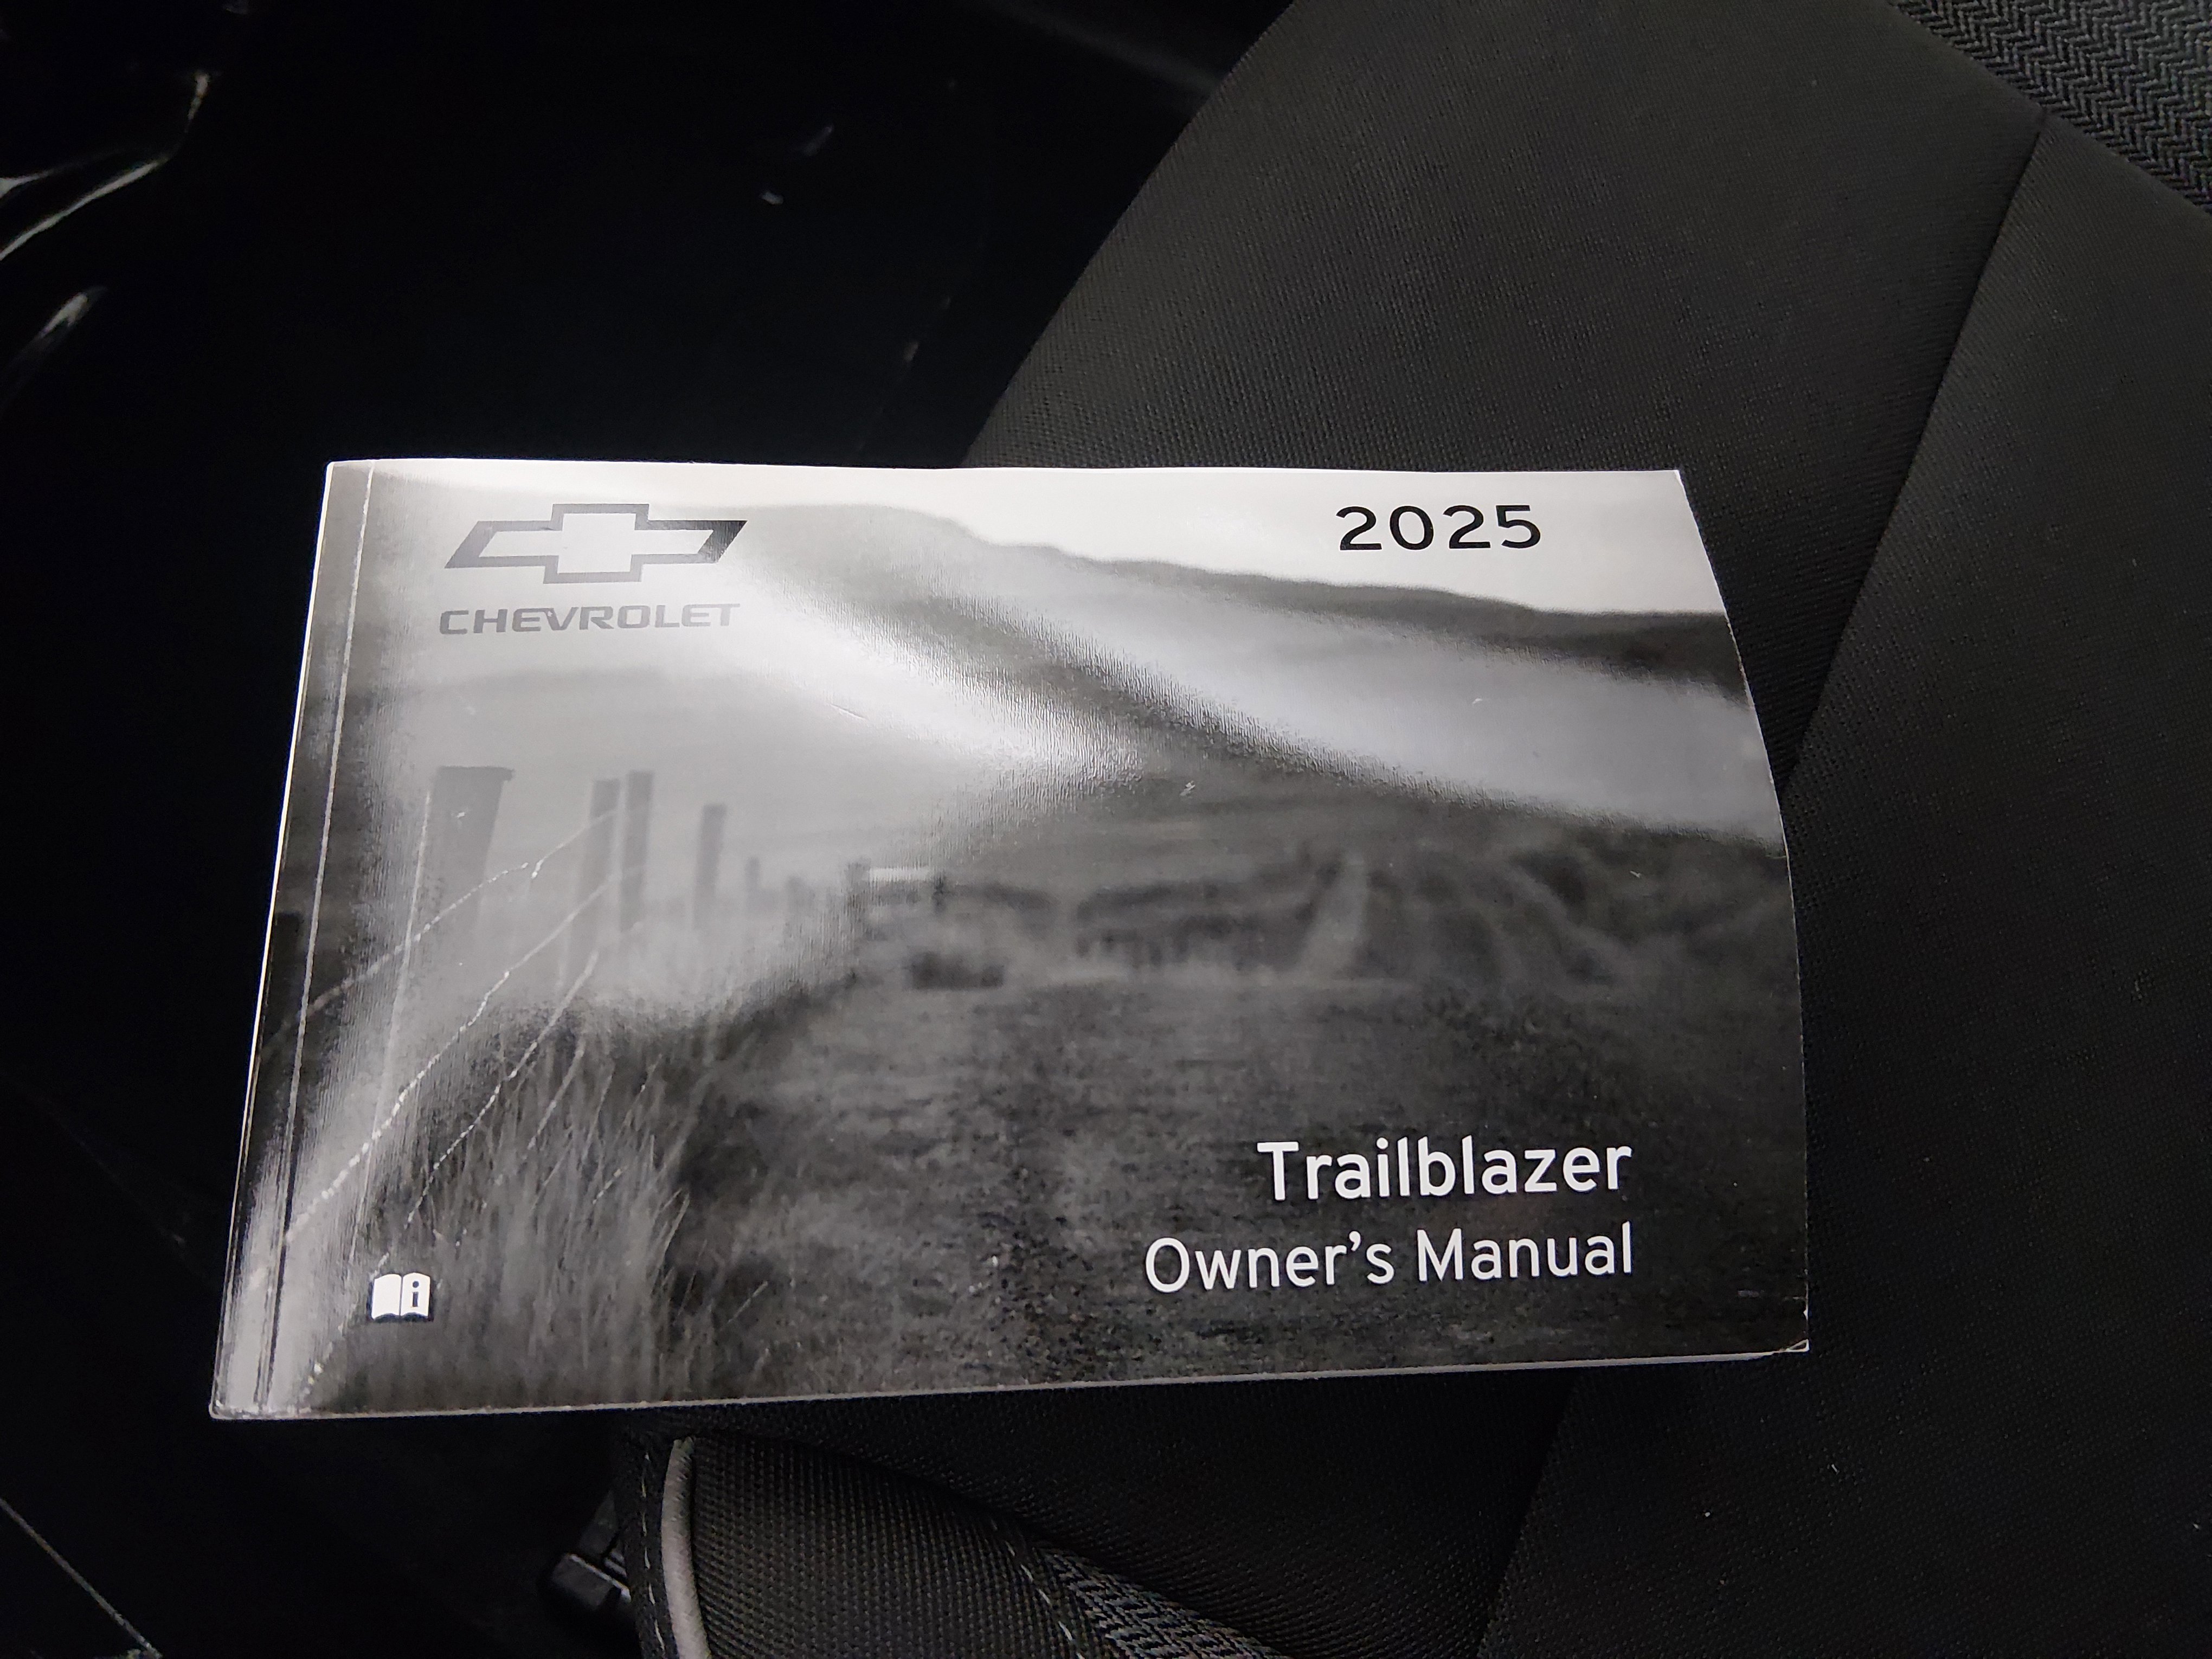 CHEVROLET
2025
Trailblazer
Owner's Manual